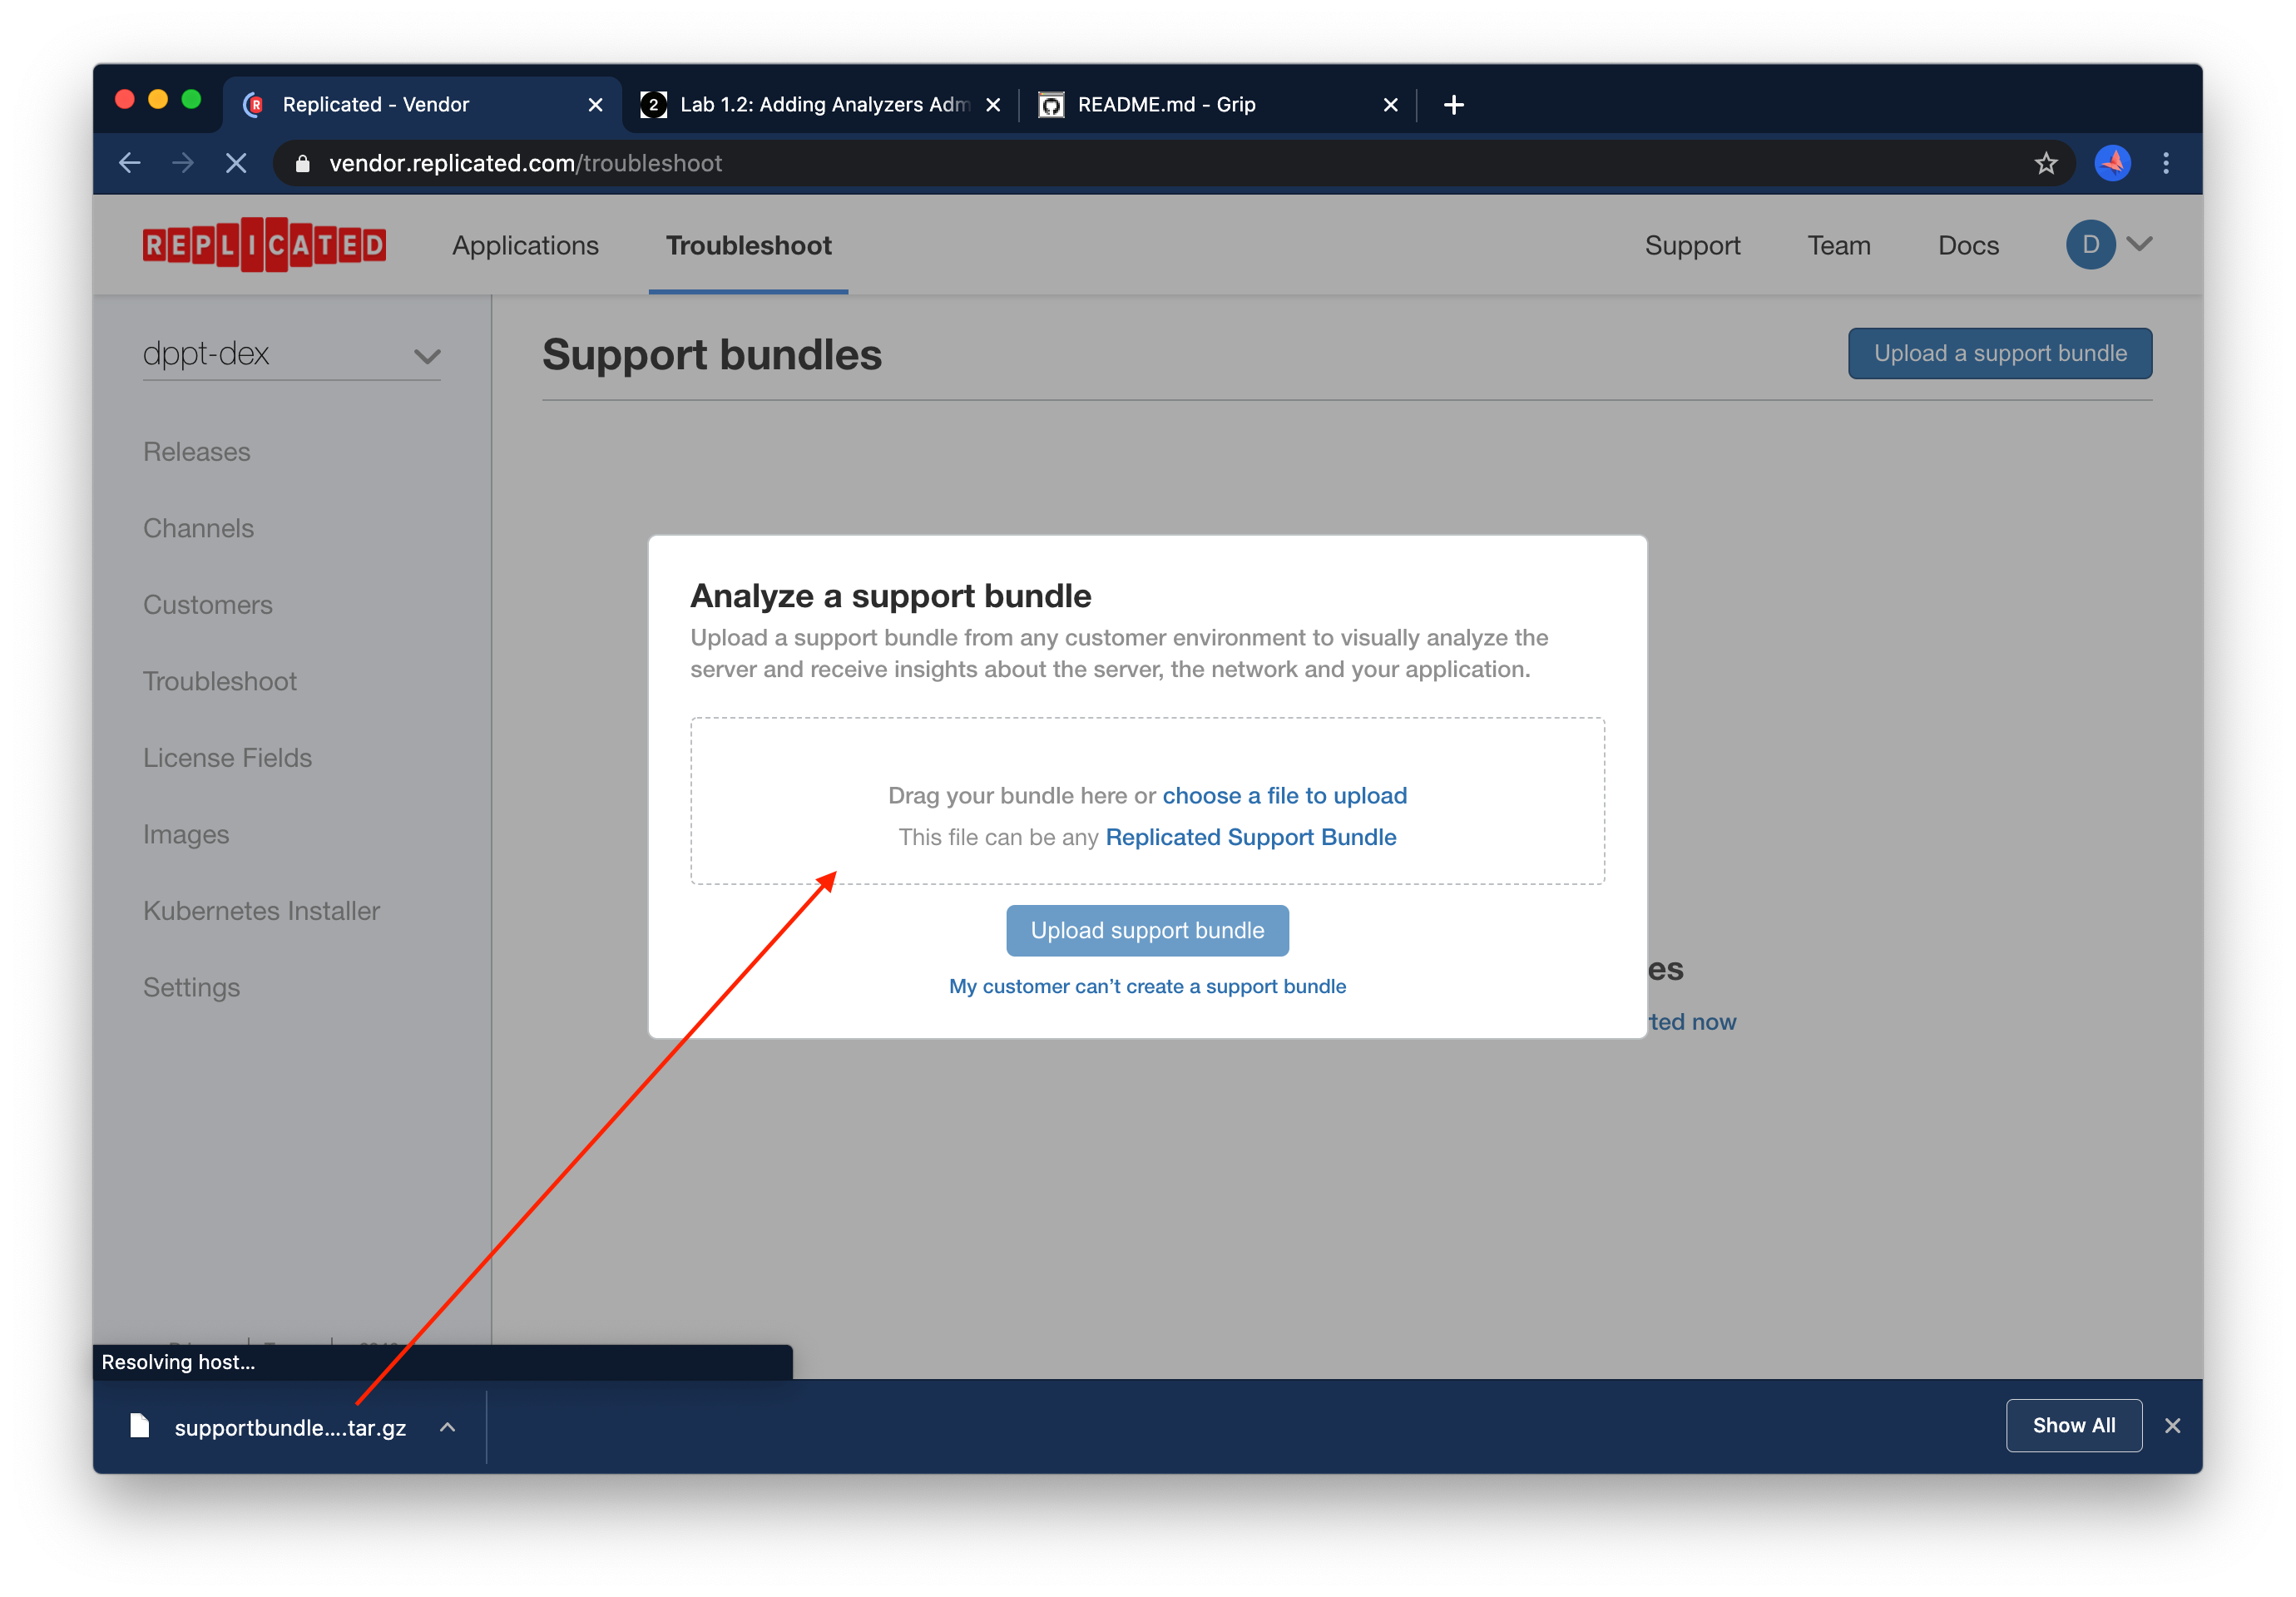 Replicated - Vendor
2 Lab 1.2: Adding Analyzers Adm
README.md - Grip
vendor.replicated.com/troubleshoot
REPLICATED
Applications
Troubleshoot
Support
Team
Docs
D
dppt-dex
Support bundles
Upload a support bundle
Releases
Channels
Customers
Troubleshoot
License Fields
Images
Kubernetes Installer
Settings
Analyze a support bundle
Upload a support bundle from any customer environment to visually analyze the
server and receive insights about the server, the network and your application.
Drag your bundle here or choose a file to upload
This file can be any Replicated Support Bundle
Upload support bundle
My customer can’t create a support bundle
es
ted now
Resolving host...
supportbundle....tar.gz
Show All